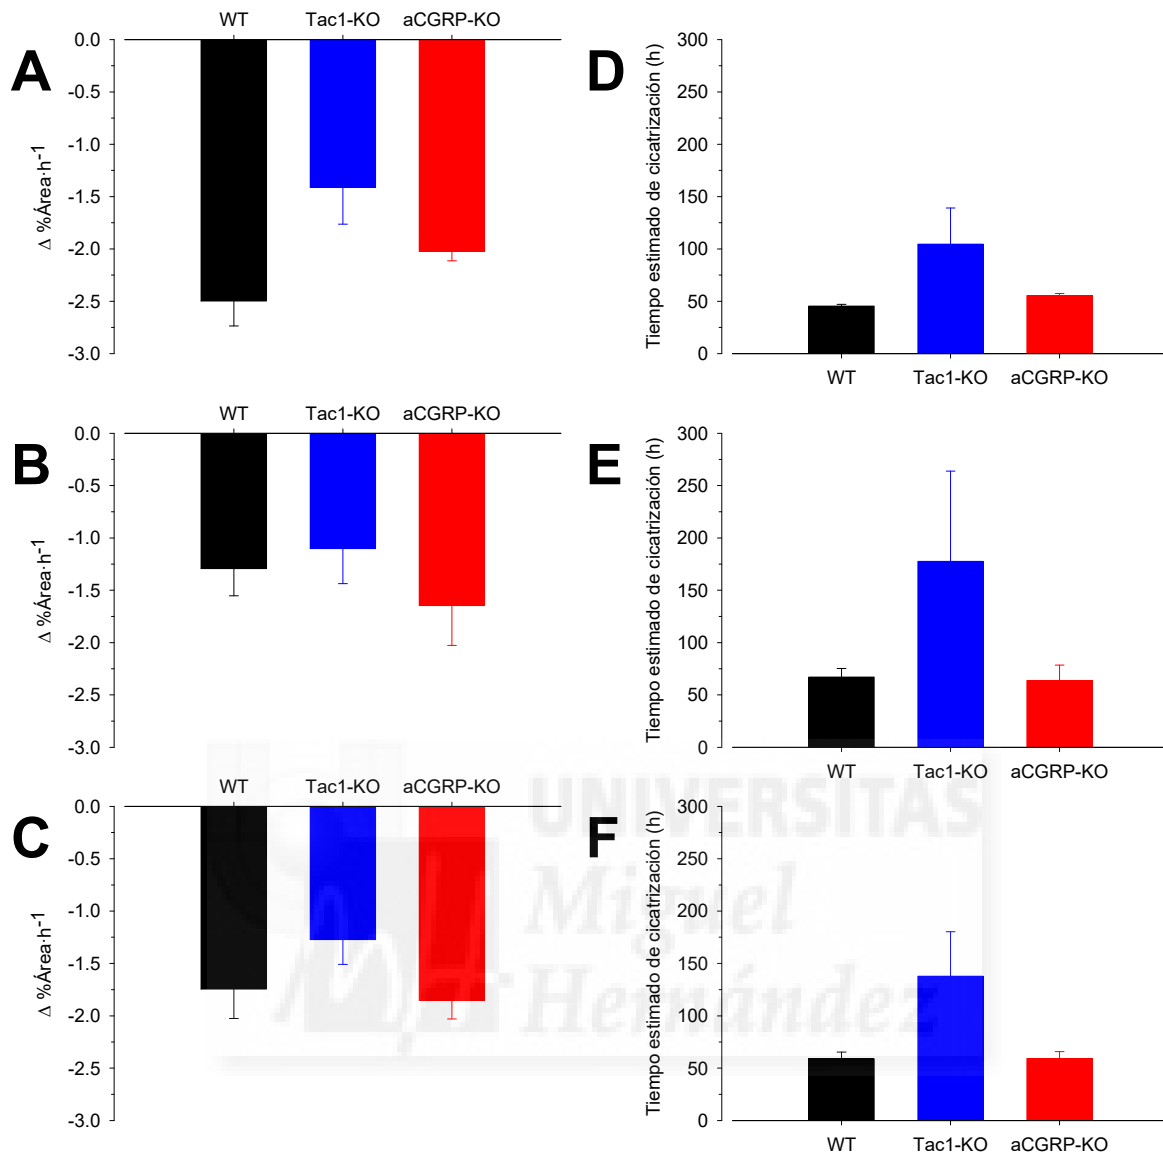 A
WT Tac1-KO aCGRP-KO
0.0
-0.5
-1.0
-1.5
-2.0
-2.5
-3.0
Δ %Área·h-1
D
300
250
200
150
100
50
0
Tiempo estimado de cicatrización (h)
WT Tac1-KO aCGRP-KO
B
WT Tac1-KO aCGRP-KO
0.0
-0.5
-1.0
-1.5
-2.0
-2.5
-3.0
Δ %Área·h-1
E
300
250
200
150
100
50
0
Tiempo estimado de cicatrización (h)
WT Tac1-KO aCGRP-KO
C
WT Tac1-KO aCGRP-KO
0.0
-0.5
-1.0
-1.5
-2.0
-2.5
-3.0
Δ %Área·h-1
F
300
250
200
150
100
50
0
Tiempo estimado de cicatrización (h)
WT Tac1-KO aCGRP-KO
UNIVERSITAS
Miguel
Hernández